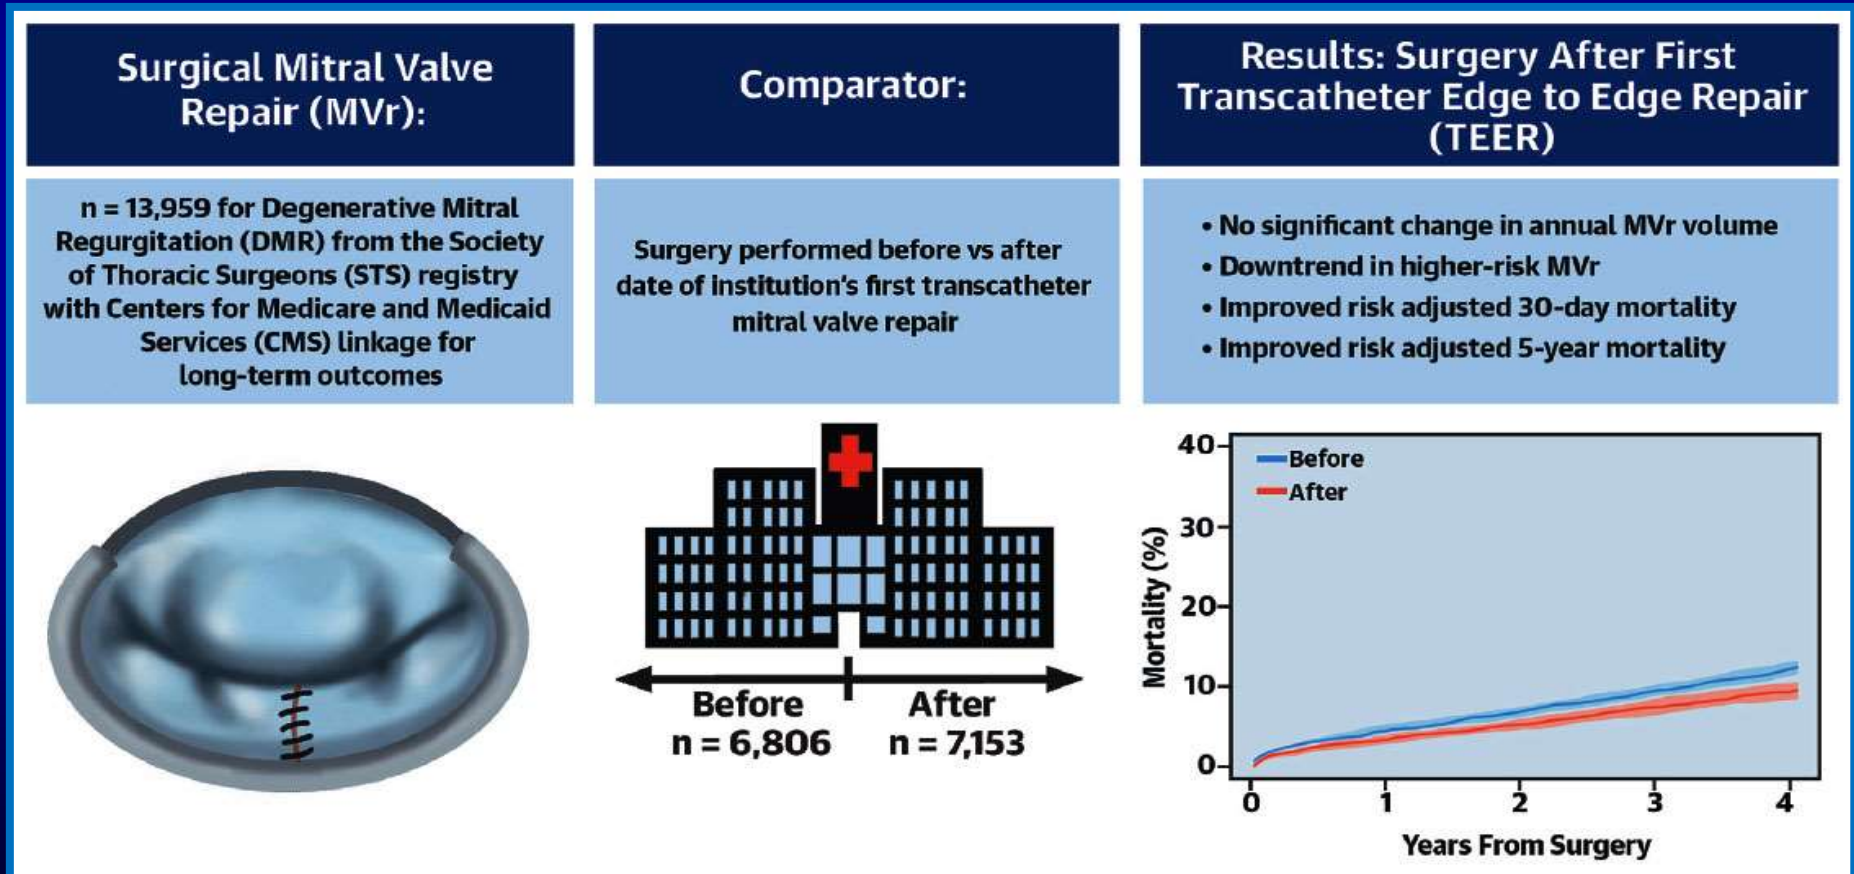 Surgical Mitral Valve
Repair (MVr):
n = 13,959 for Degenerative Mitral
Regurgitation (DMR) from the Society
of Thoracic Surgeons (STS) registry
with Centers for Medicare and Medicaid
Services (CMS) linkage for
long-term outcomes
Comparator:
Surgery performed before vs after
date of institution's first transcatheter
mitral valve repair
Before
n = 6,806
After
n = 7,153
Results: Surgery After First
Transcatheter Edge to Edge Repair
(TEER)
• No significant change in annual MVr volume
• Downtrend in higher-risk MVr
• Improved risk adjusted 30-day mortality
• Improved risk adjusted 5-year mortality
Before
After
Mortality (%)
40
30
20
10
0
0 1 2 3 4
Years From Surgery